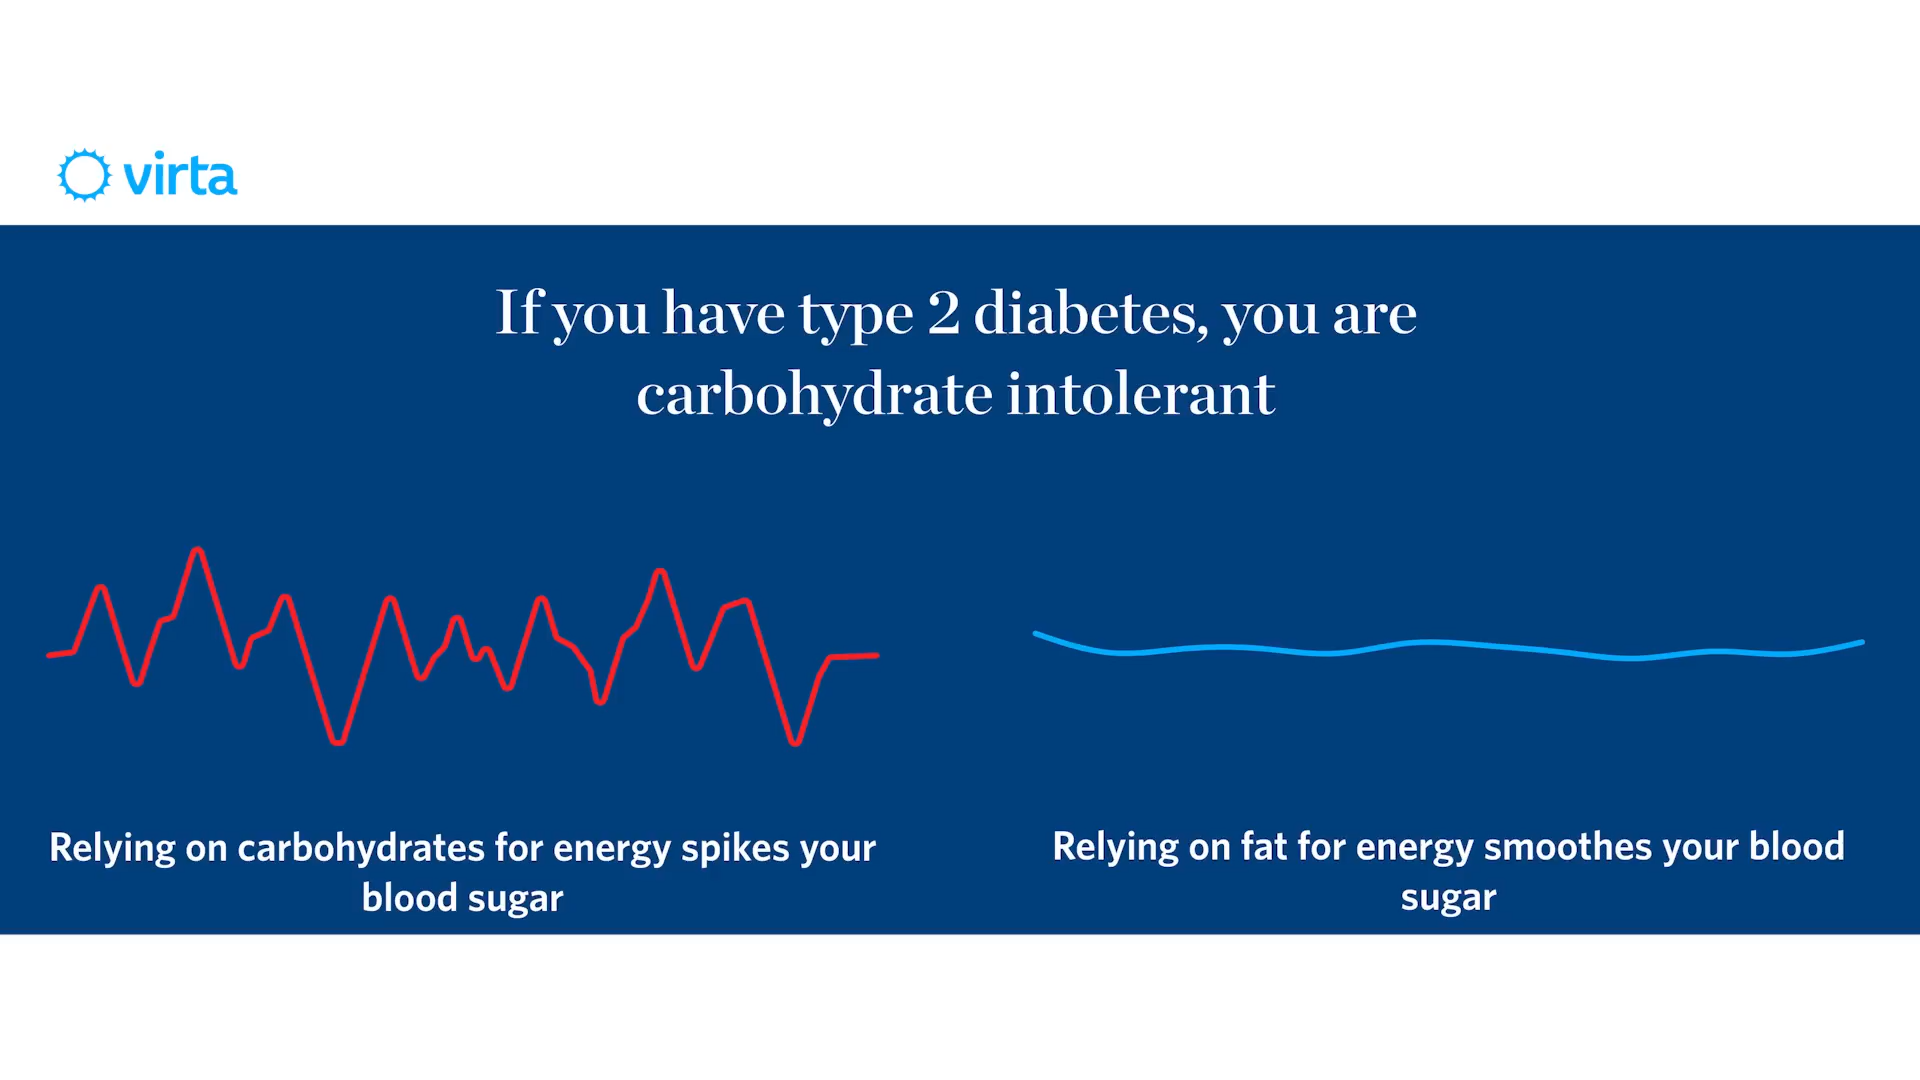 virta
If you have type 2 diabetes, you are
carbohydrate intolerant
Relying on carbohydrates for energy spikes your
blood sugar
Relying on fat for energy smoothes your blood
sugar